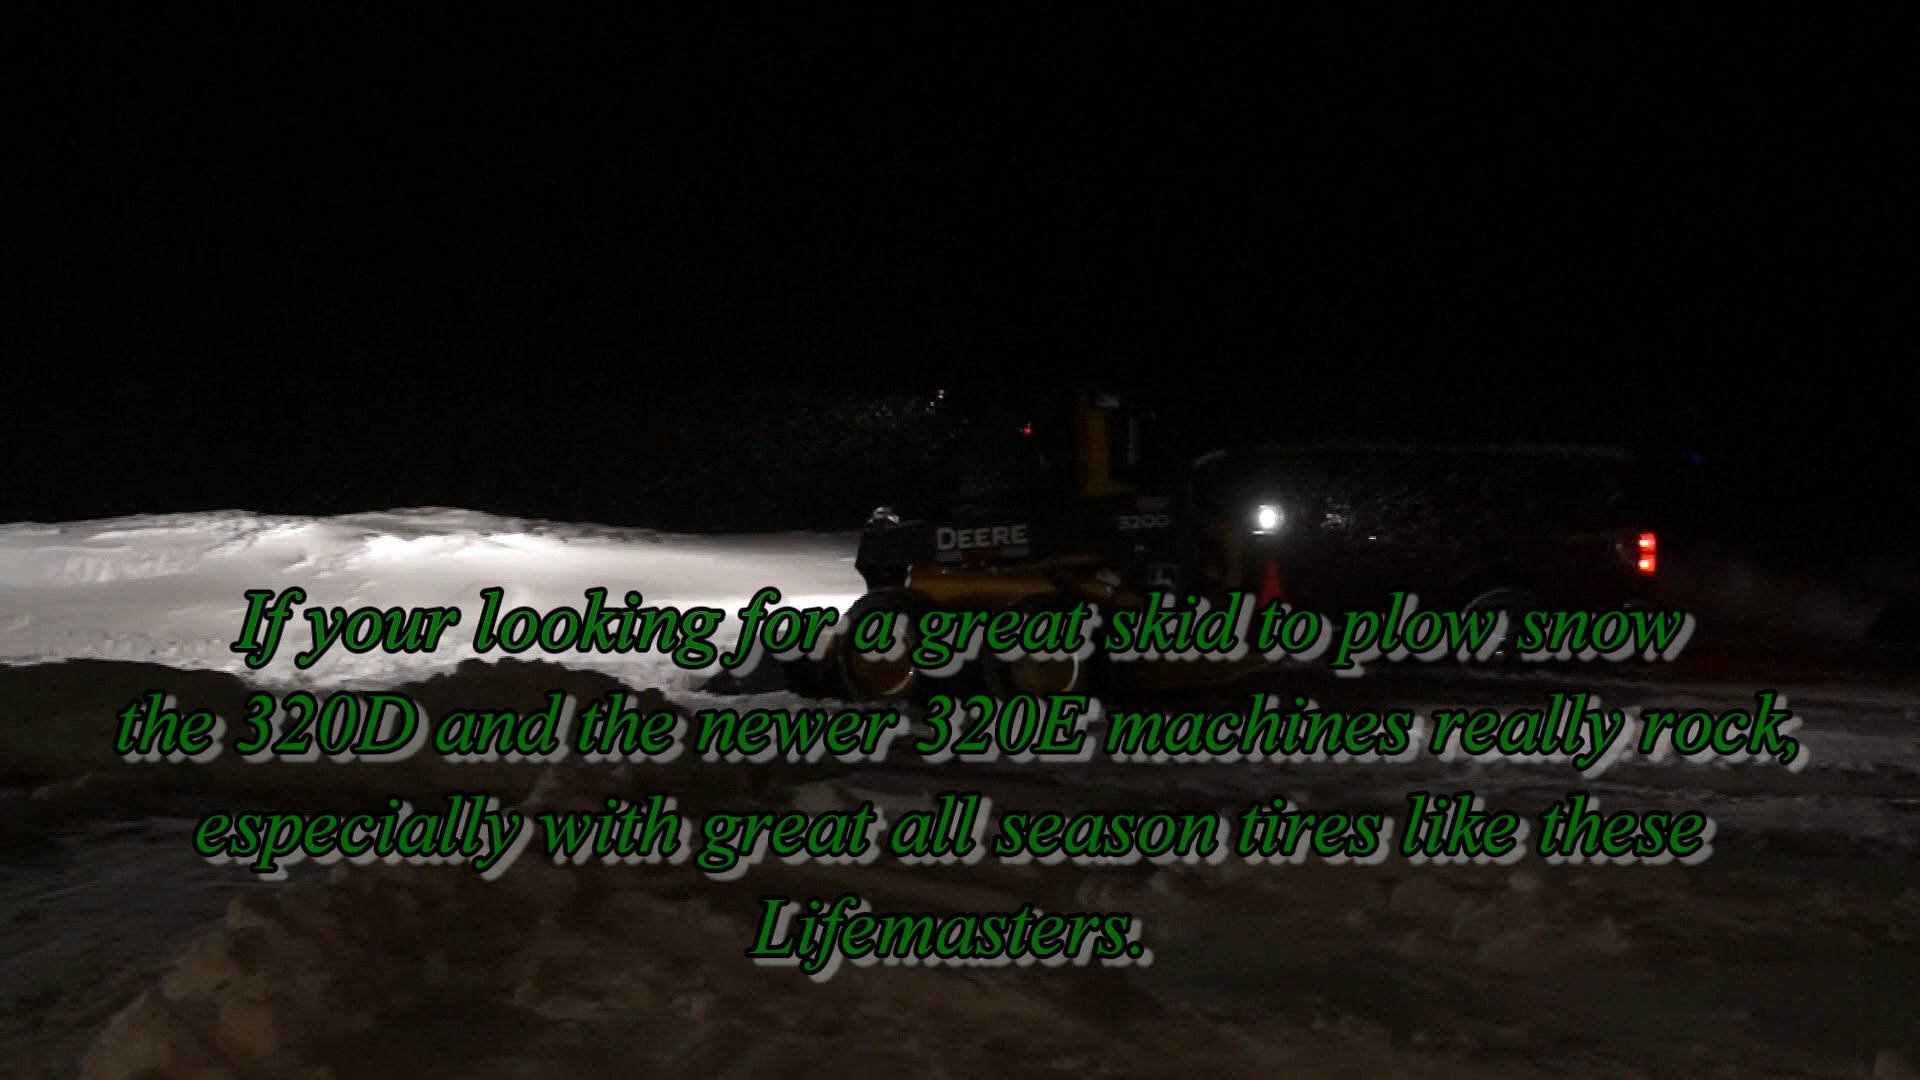 DEERE
320D
If your looking for a great skid to plow snow
the 320D and the newer 320E machines really rock,
especially with great all season tires like these
Lifemasters.